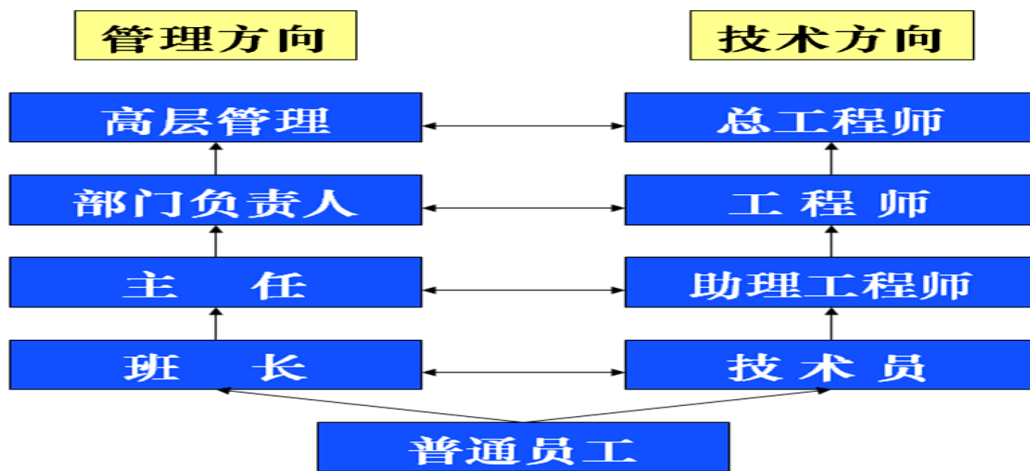 管理方向 技术方向
高层管理 总工程师
部门负责人 工程师
主 任 助理工程师
班 长 技术员
普通员工